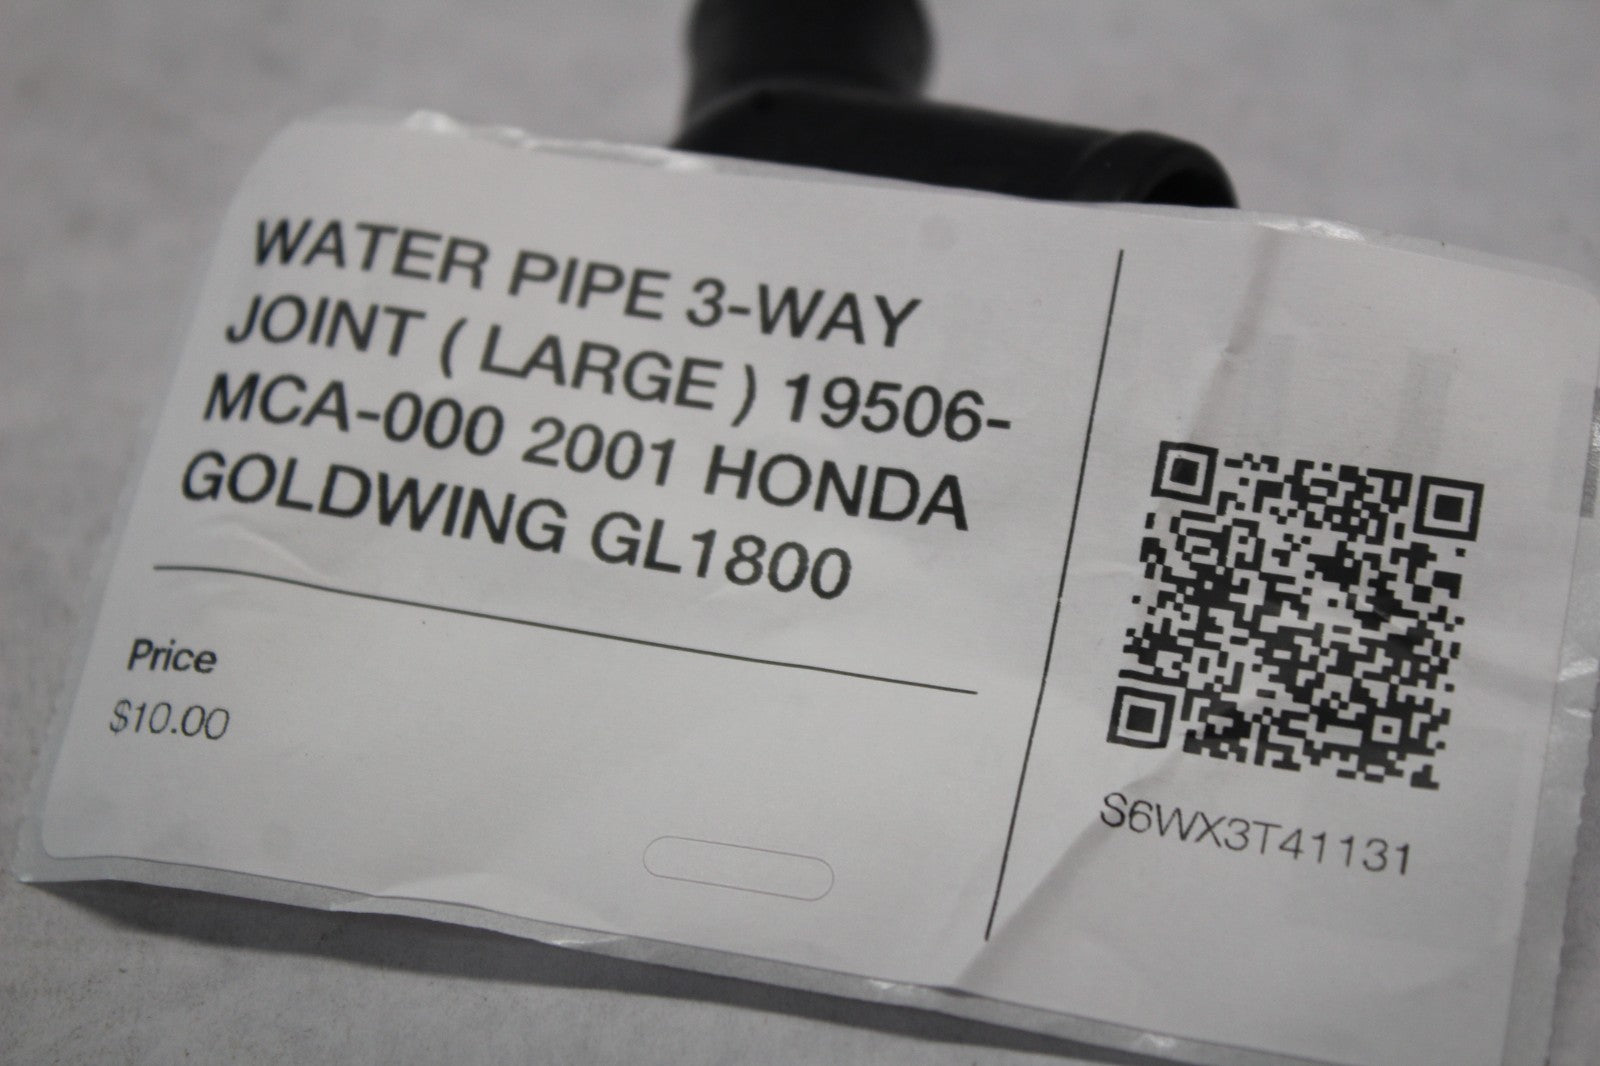 WATER PIPE 3-WAY
JOINT ( LARGE ) 19506-
MCA-000 2001 HONDA
GOLDWING GL1800
Price
$10.00
S6WX3T41131